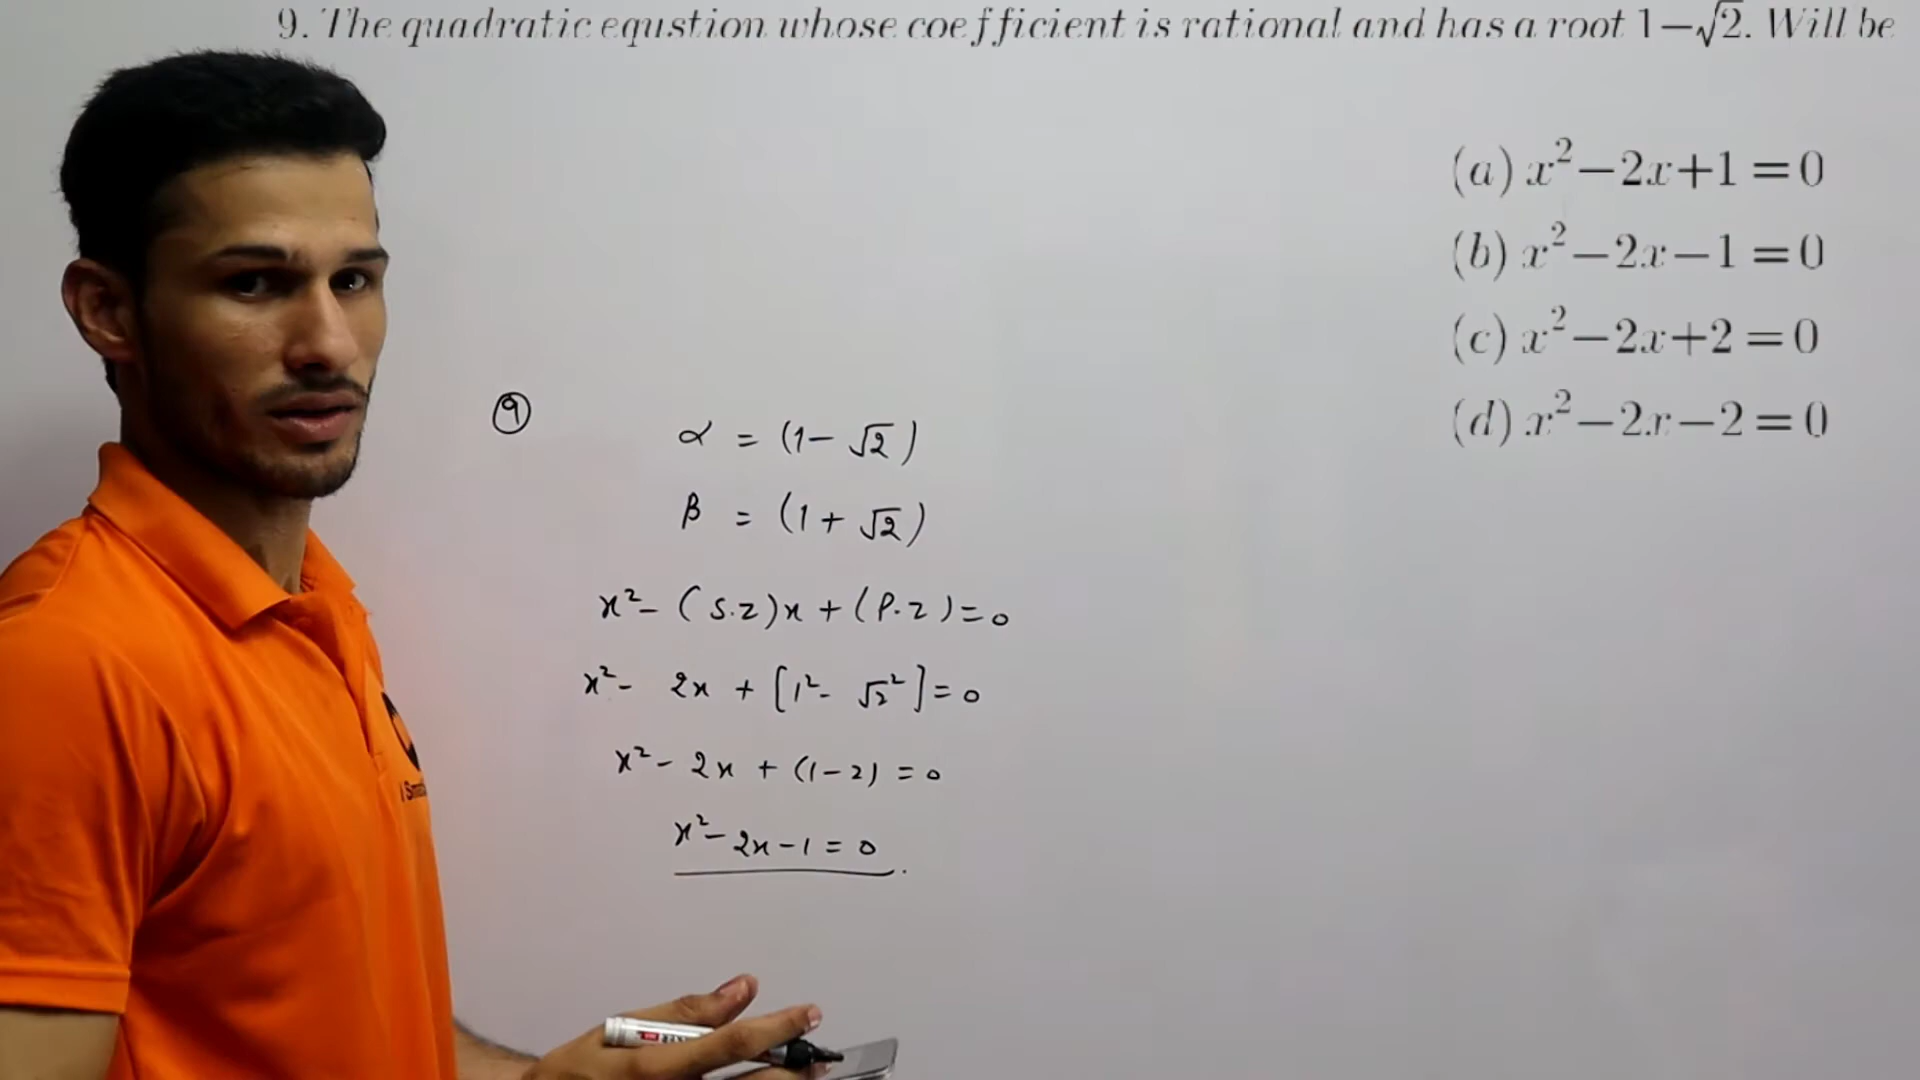 9. The quadratic equstion whose coefficient is rational and has a root 1−√2. Will be
(a) x²−2x+1=0
(b) x²−2x−1=0
(c) x²−2x+2=0
(d) x²−2x−2=0
⑨
α = (1−√2)
β = (1+√2)
x²−(S.Z)x+(P.Z)=0
x²− 2x + [1²−√2²]=0
x²− 2x + (1−2) = 0
x²−2x−1=0.